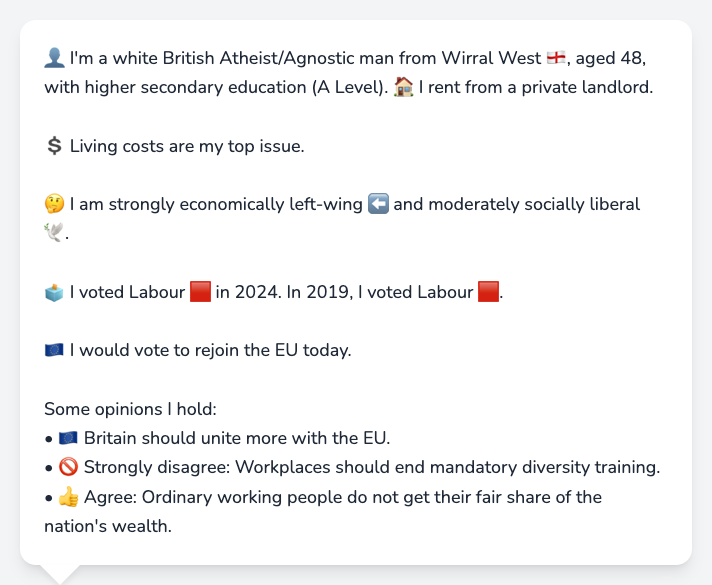 👤 I'm a white British Atheist/Agnostic man from Wirral West 🏴󠁧󠁢󠁥󠁮󠁧󠁿, aged 48,
with higher secondary education (A Level). 🏠 I rent from a private landlord.
💲 Living costs are my top issue.
🤔 I am strongly economically left-wing ⬅️ and moderately socially liberal
🕊️.
🗳️ I voted Labour 🟥 in 2024. In 2019, I voted Labour 🟥.
🇪🇺 I would vote to rejoin the EU today.
Some opinions I hold:
• 🇪🇺 Britain should unite more with the EU.
• 🚫 Strongly disagree: Workplaces should end mandatory diversity training.
• 👍 Agree: Ordinary working people do not get their fair share of the
nation's wealth.